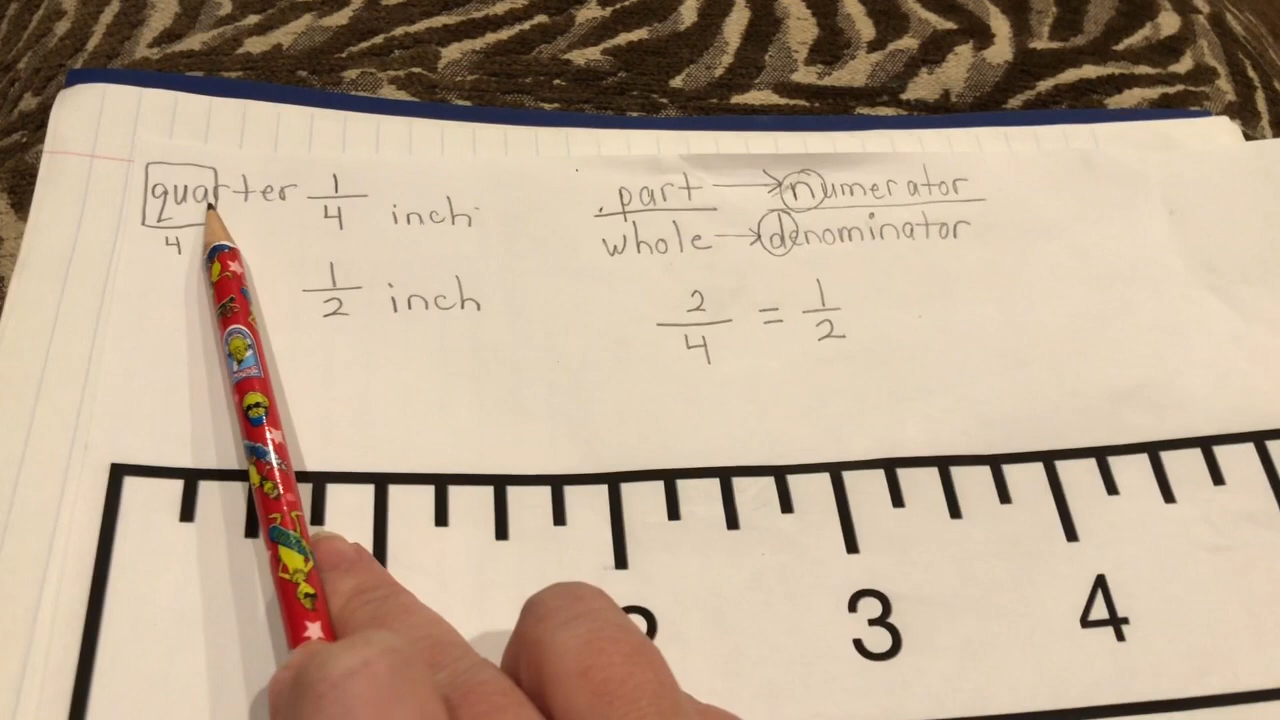 quarter 1/4 inch
4
1/2 inch
part → numerator
whole → denominator
2/4 = 1/2
3 4